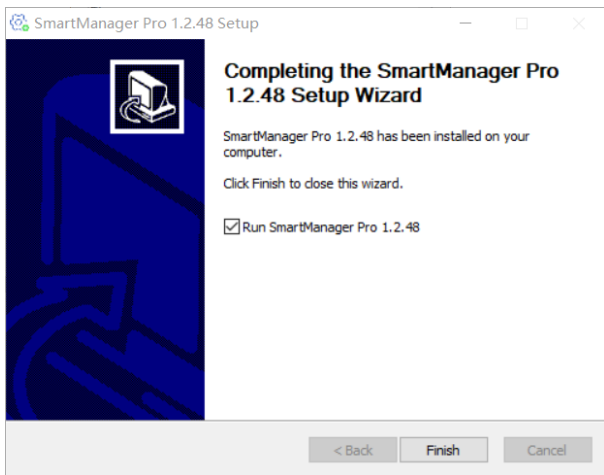 SmartManager Pro 1.2.48 Setup
Completing the SmartManager Pro
1.2.48 Setup Wizard
SmartManager Pro 1.2.48 has been installed on your
computer.
Click Finish to close this wizard.
Run SmartManager Pro 1.2.48
< Back
Finish
Cancel